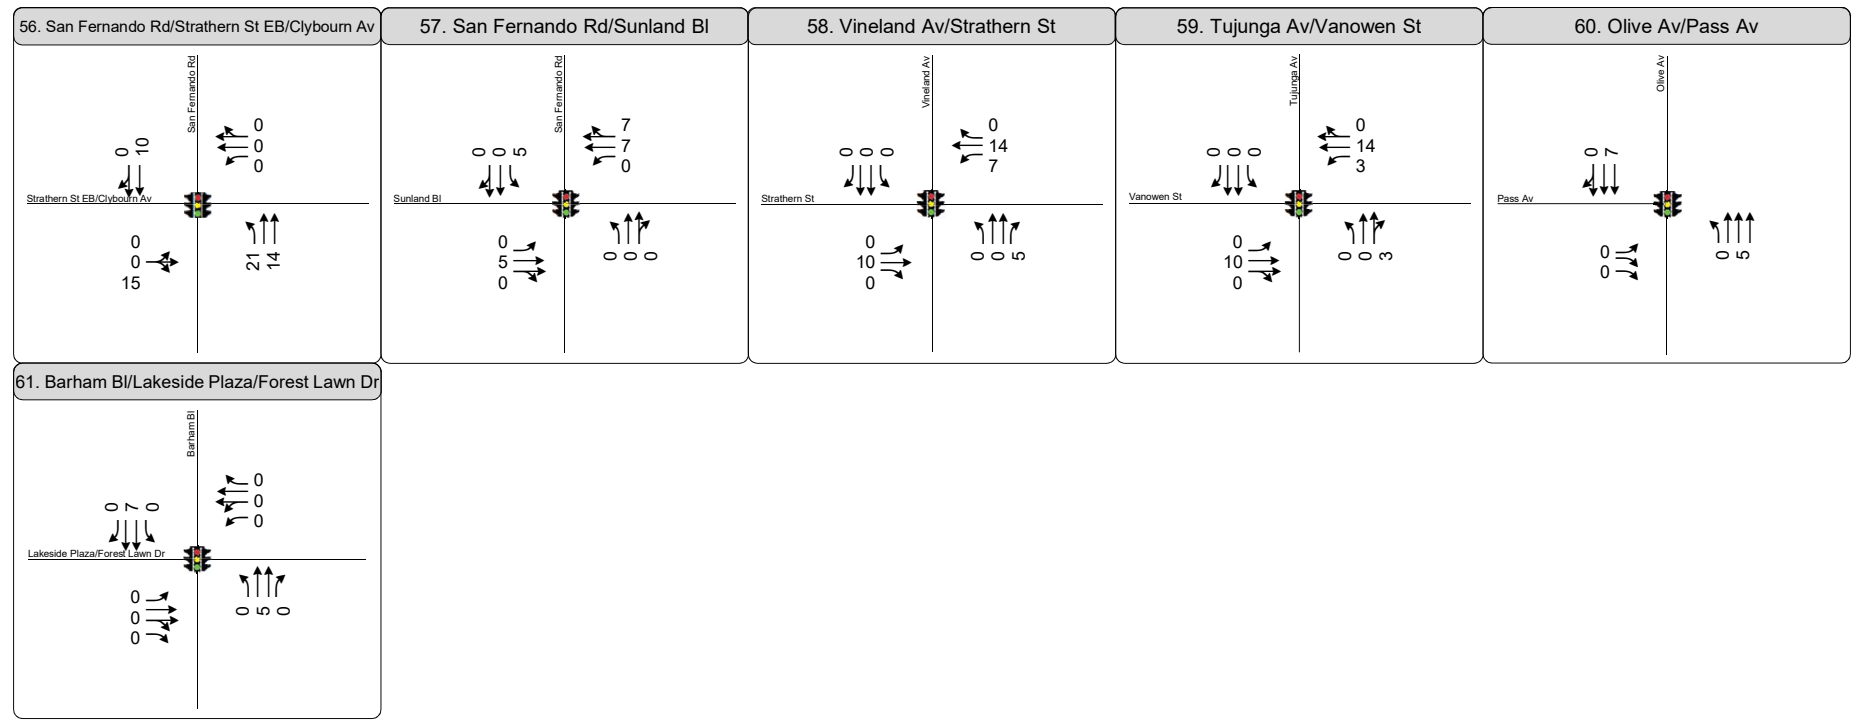 56. San Fernando Rd/Strathern St EB/Clybourn Av
San Fernando Rd
Strathern St EB/Clybourn Av
0 10
0
0
0
0
0
15
21 14
57. San Fernando Rd/Sunland Bl
San Fernando Rd
Sunland Bl
0 0 5
7
7
0
0
5
0
0 0 0
58. Vineland Av/Strathern St
Vineland Av
Strathern St
0 0 0
0
14
7
0
10
0
0 0 5
59. Tujunga Av/Vanowen St
Tujunga Av
Vanowen St
0 0 0
0
14
3
0
10
0
0 0 3
60. Olive Av/Pass Av
Olive Av
Pass Av
0 7
0
0
0 5
61. Barham Bl/Lakeside Plaza/Forest Lawn Dr
Barham Bl
Lakeside Plaza/Forest Lawn Dr
0 7 0
0
0
0
0
0
0
0 5 0